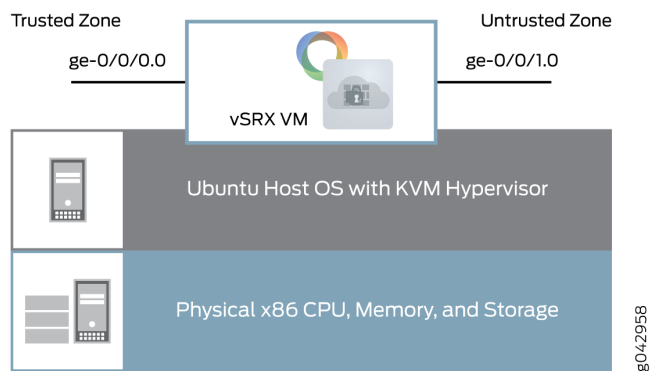 Trusted Zone
Untrusted Zone
ge-0/0/0.0
ge-0/0/1.0
vSRX VM
Ubuntu Host OS with KVM Hypervisor
Physical x86 CPU, Memory, and Storage
g042958